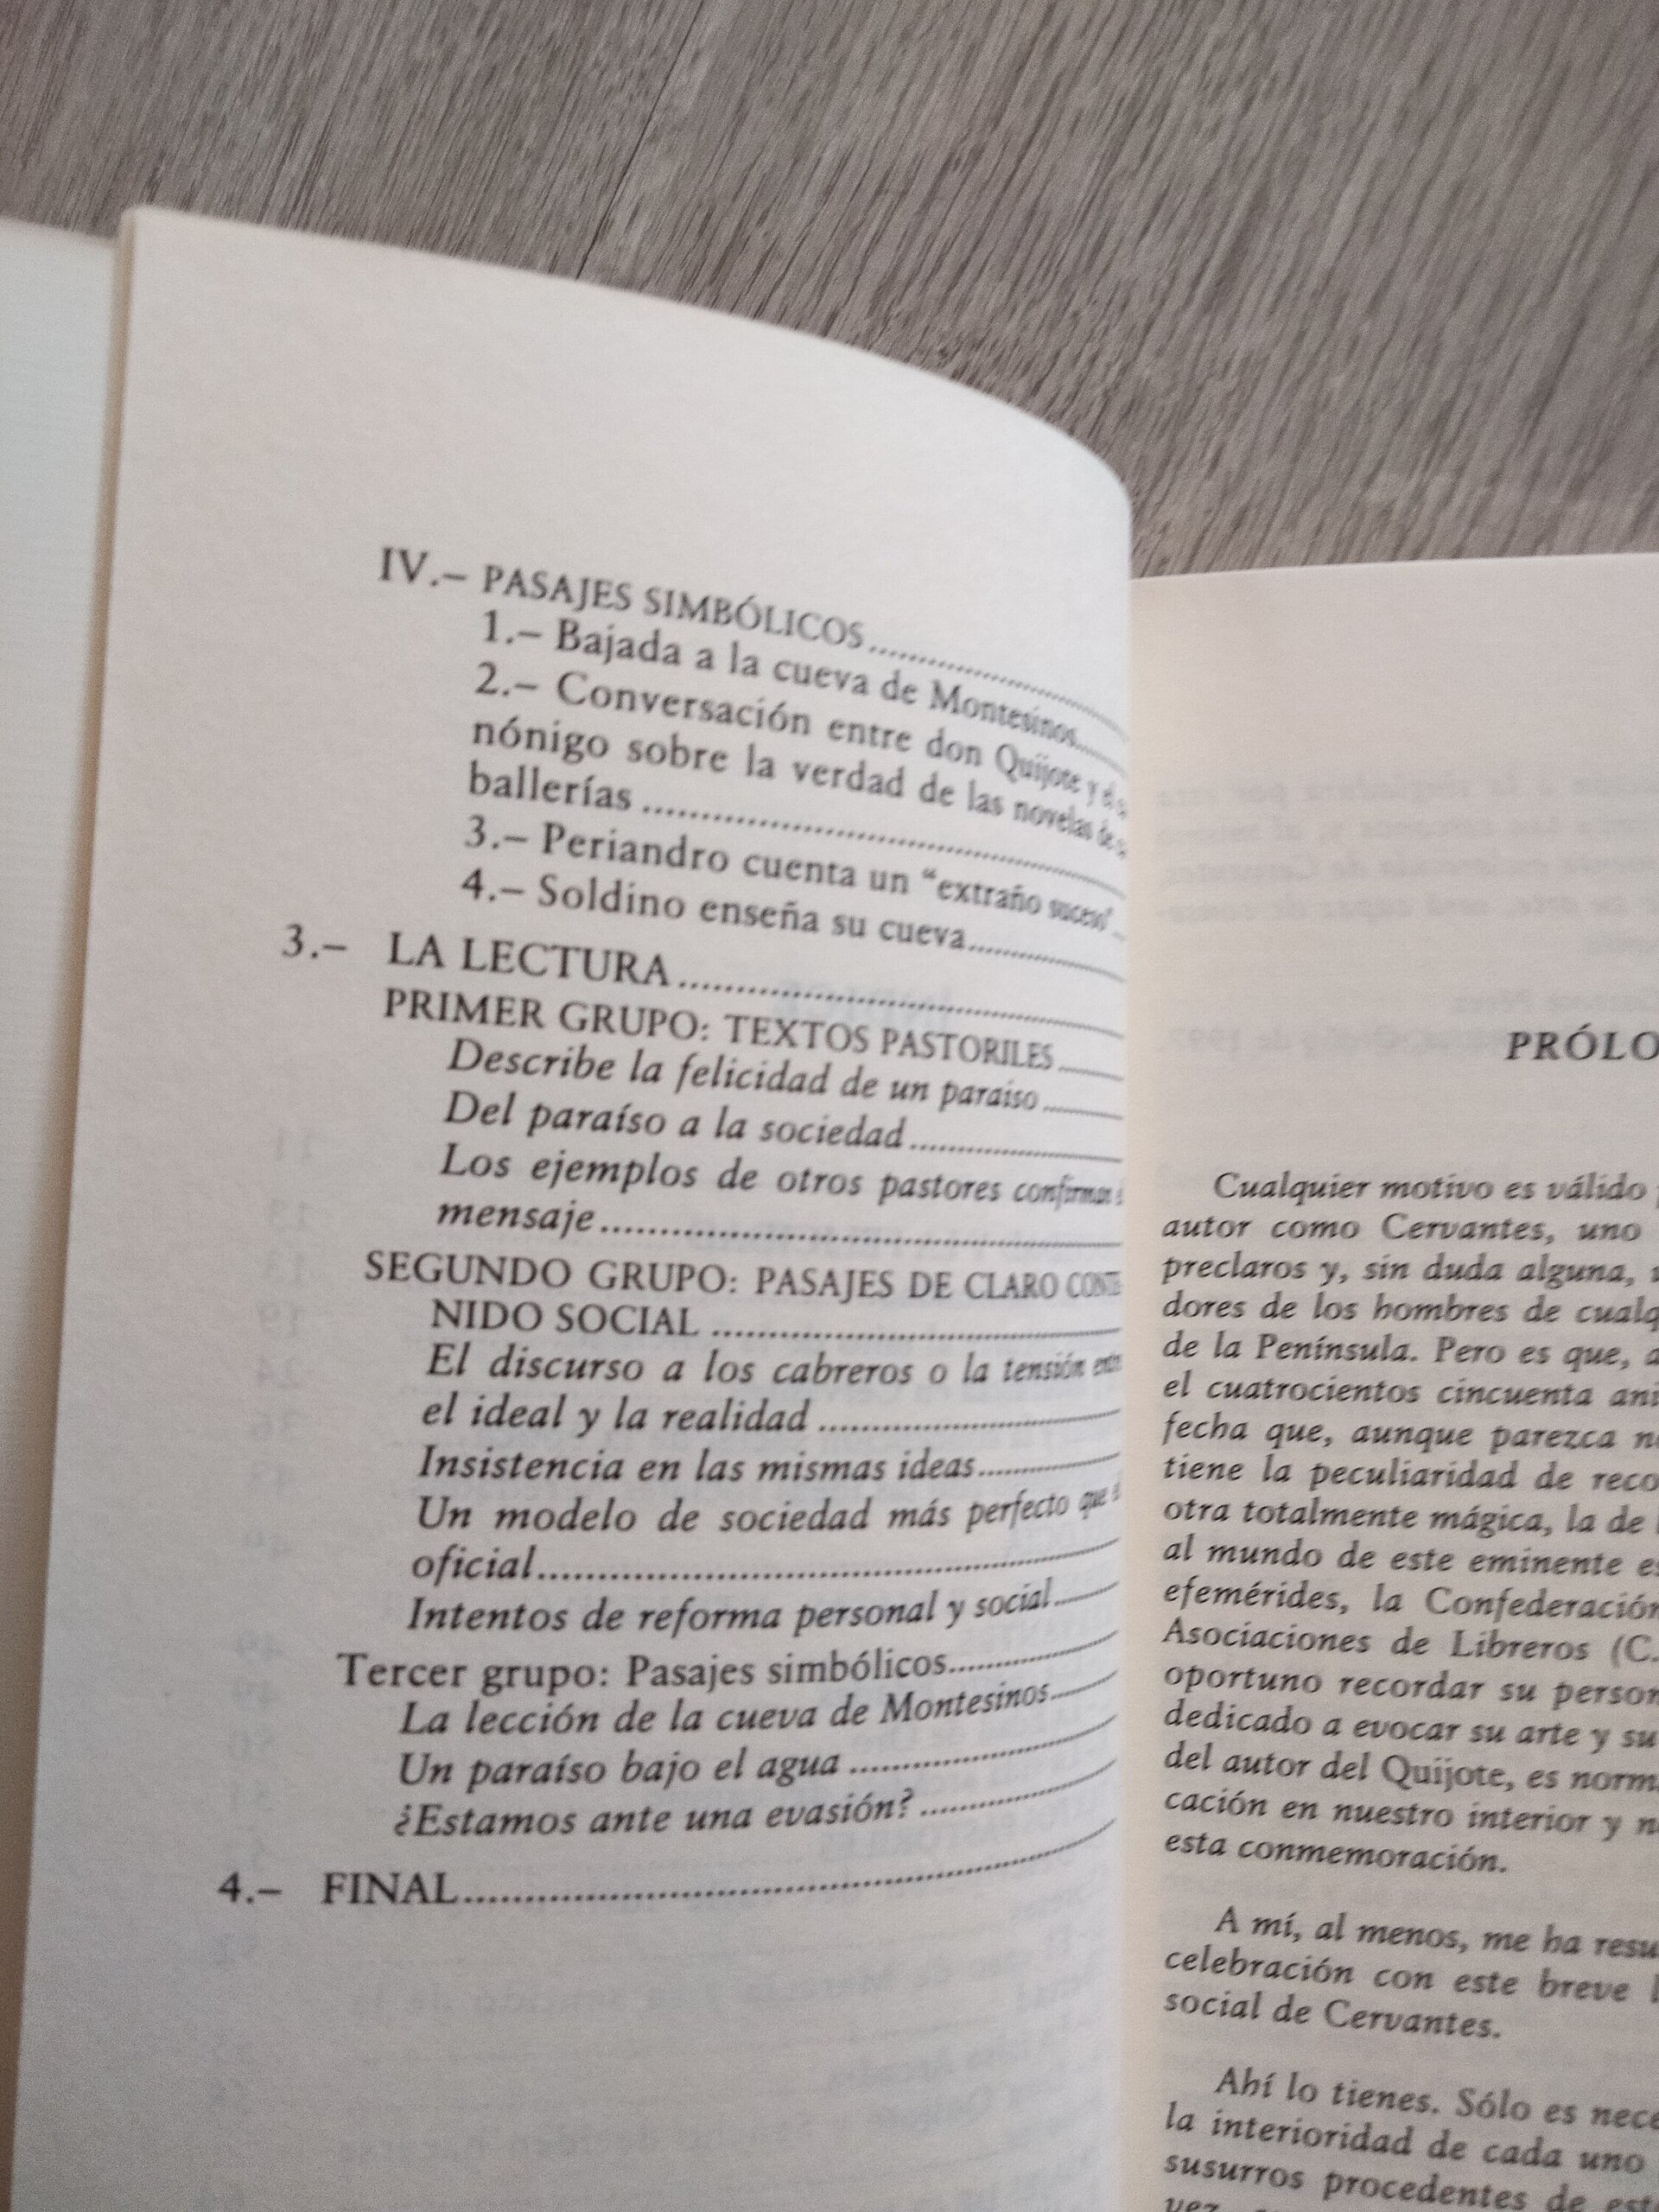 IV.– PASAJES SIMBÓLICOS
1.– Bajada a la cueva de Montesinos
2.– Conversación entre don Quijote y el
nónigo sobre la verdad de las novelas de
ballerías
3.– Periandro cuenta un “extraño suceso”
4.– Soldino enseña su cueva
3.– LA LECTURA
PRIMER GRUPO: TEXTOS PASTORILES
Describe la felicidad de un paraíso
Del paraíso a la sociedad
Los ejemplos de otros pastores confirman
mensaje
SEGUNDO GRUPO: PASAJES DE CLARO CONTE
NIDO SOCIAL
El discurso a los cabreros o la tensión entre
el ideal y la realidad
Insistencia en las mismas ideas
Un modelo de sociedad más perfecto que
oficial
Intentos de reforma personal y social
Tercer grupo: Pasajes simbólicos
La lección de la cueva de Montesinos
Un paraíso bajo el agua
¿Estamos ante una evasión?
4.– FINAL
PRÓLO
Cualquier motivo es válido
autor como Cervantes, uno
preclaros y, sin duda alguna,
dores de los hombres de cualq
de la Península. Pero es que, a
el cuatrocientos cincuenta ani
fecha que, aunque parezca n
tiene la peculiaridad de reco
otra totalmente mágica, la de
al mundo de este eminente es
efemérides, la Confederación
Asociaciones de Libreros (C.
oportuno recordar su person
dedicado a evocar su arte y su
del autor del Quijote, es norm
cación en nuestro interior y n
esta conmemoración.
A mí, al menos, me ha resu
celebración con este breve l
social de Cervantes.
Ahí lo tienes. Sólo es nece
la interioridad de cada uno
susurros procedentes de est
vez